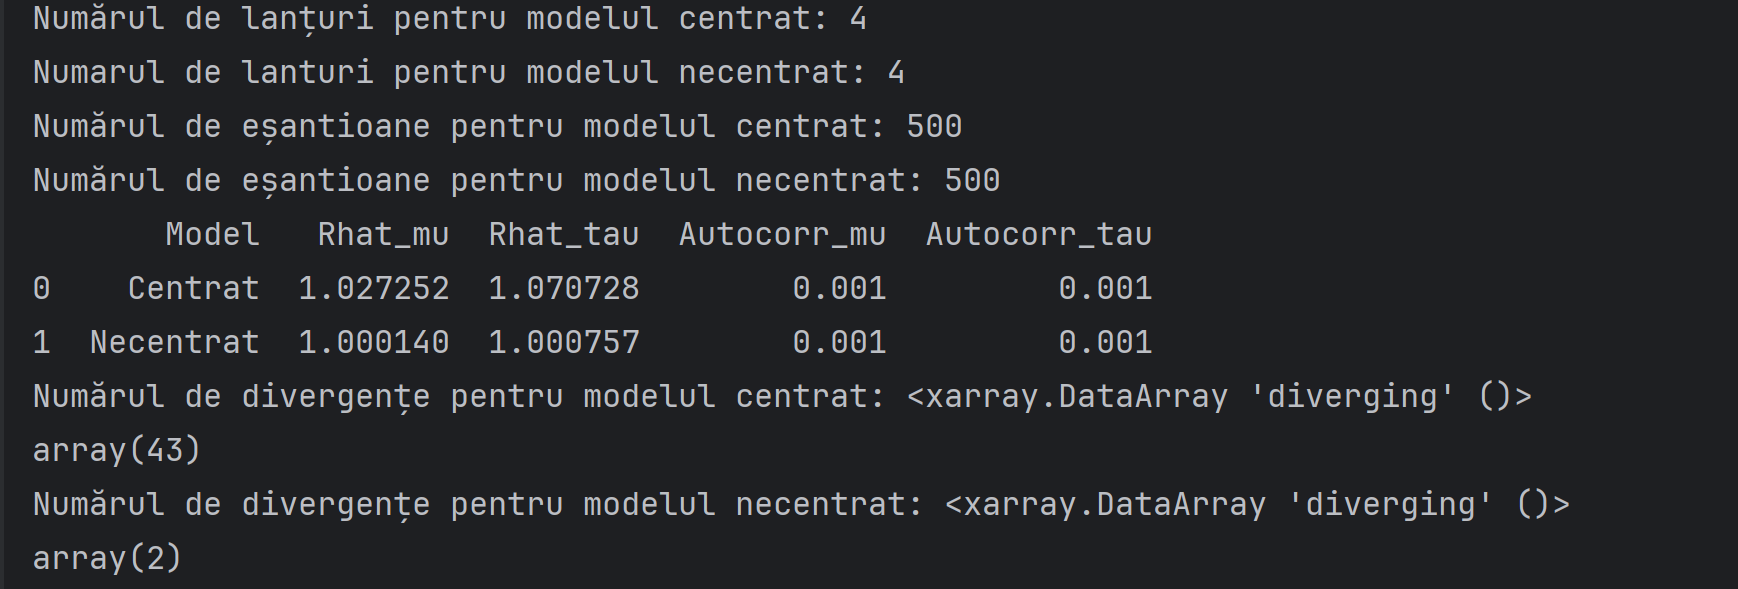 Numărul de lanțuri pentru modelul centrat: 4
Numarul de lanturi pentru modelul necentrat: 4
Numărul de eșantioane pentru modelul centrat: 500
Numărul de eșantioane pentru modelul necentrat: 500
Model Rhat_mu Rhat_tau Autocorr_mu Autocorr_tau
0 Centrat 1.027252 1.070728 0.001 0.001
1 Necentrat 1.000140 1.000757 0.001 0.001
Numărul de divergențe pentru modelul centrat: <xarray.DataArray 'diverging' ()>
array(43)
Numărul de divergențe pentru modelul necentrat: <xarray.DataArray 'diverging' ()>
array(2)